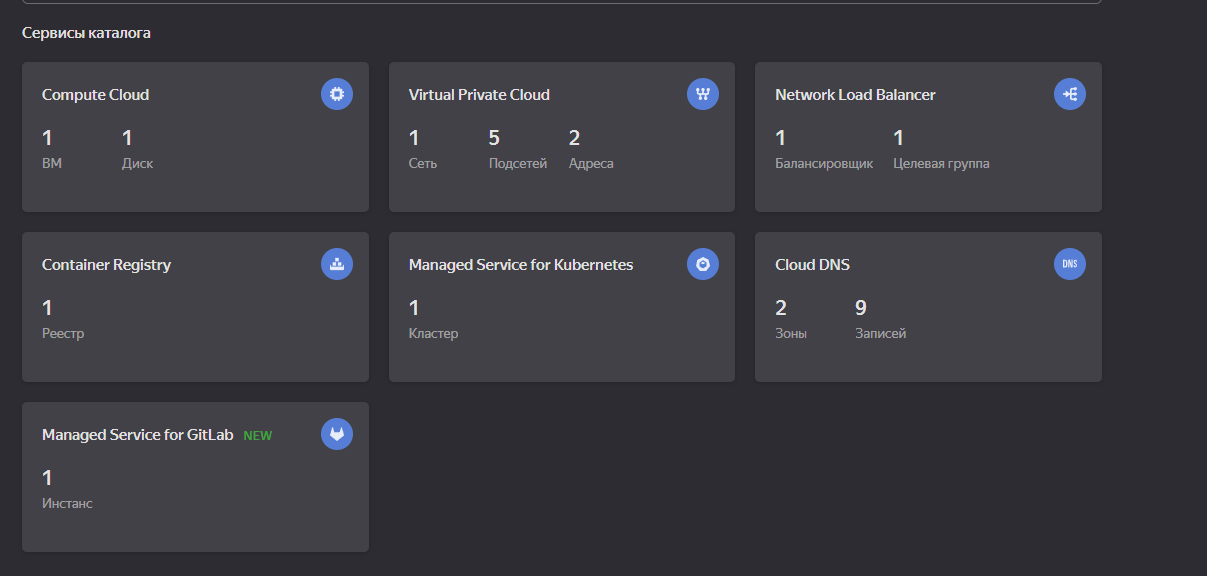 Сервисы каталога
Compute Cloud
1 1
ВМ Диск
Virtual Private Cloud
1 5 2
Сеть Подсетей Адреса
Network Load Balancer
1 1
Балансировщик Целевая группа
Container Registry
1
Реестр
Managed Service for Kubernetes
1
Кластер
Cloud DNS
DNS
2 9
Зоны Записей
Managed Service for GitLab NEW
1
Инстанс